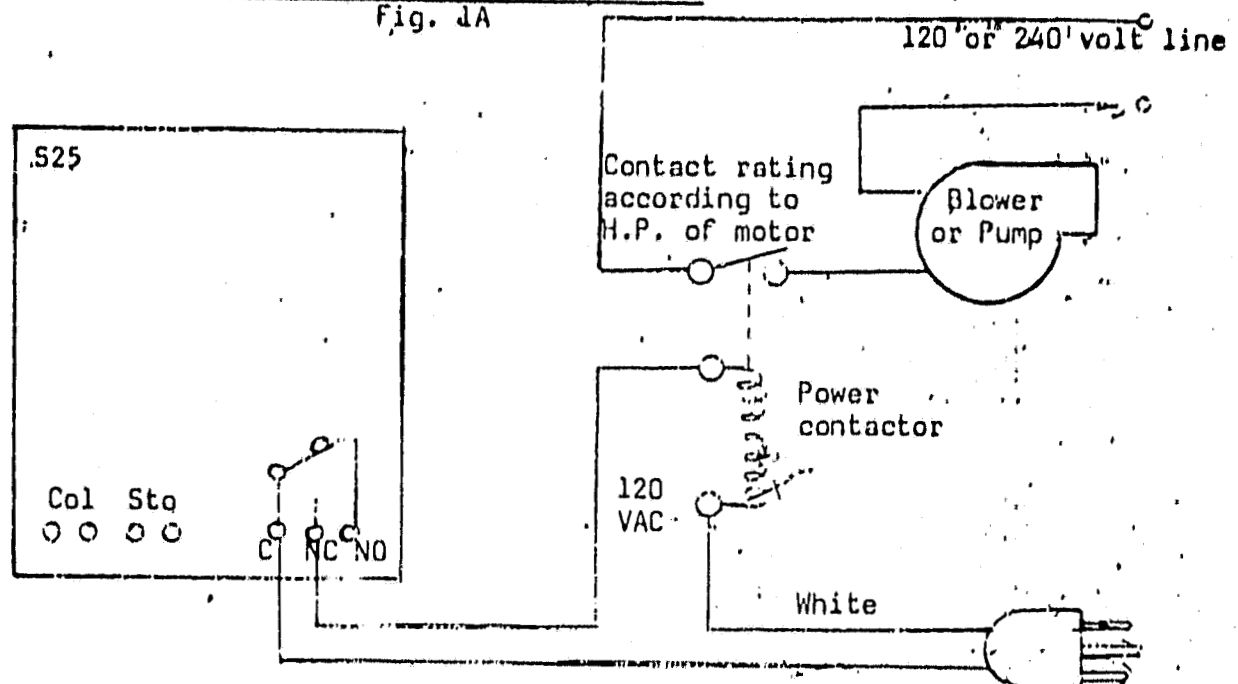 Fig. 1A
120 or 240 volt line
S25
Contact rating
according to
H.P. of motor
Blower
or Pump
Power
contactor
120
VAC
Col Sto
C NC NO
White